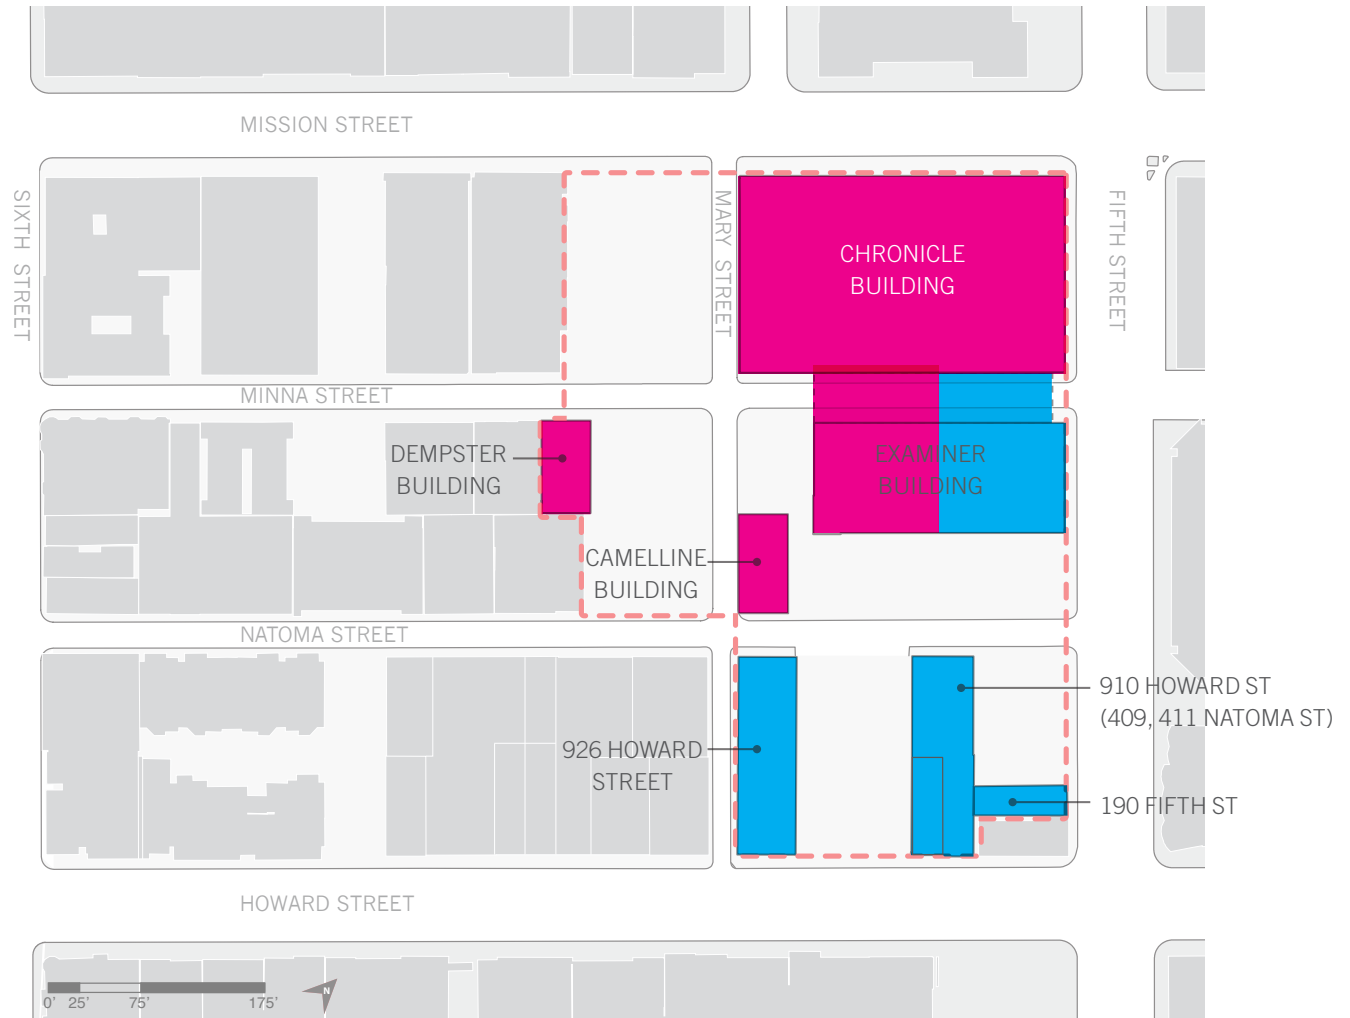 MISSION STREET
SIXTH STREET
MARY STREET
FIFTH STREET
CHRONICLE
BUILDING
MINNA STREET
DEMPSTER
BUILDING
EXAMINER
BUILDING
CAMELLINE
BUILDING
NATOMA STREET
910 HOWARD ST
(409, 411 NATOMA ST)
926 HOWARD
STREET
190 FIFTH ST
HOWARD STREET
N
0' 25' 75' 175'